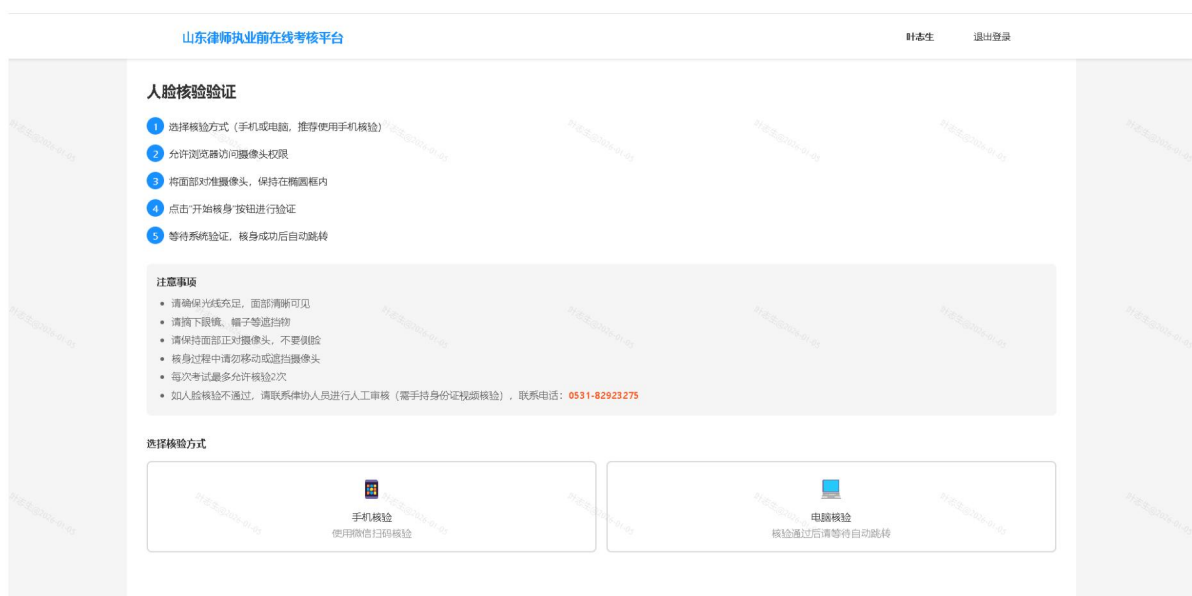 山东律师执业前在线考核平台
叶志生 退出登录
人脸核验验证
1 选择核验方式（手机或电脑，推荐使用手机核验）
2 允许浏览器访问摄像头权限
3 将面部对准摄像头，保持在椭圆框内
4 点击"开始核身"按钮进行验证
5 等待系统验证，核身成功后自动跳转
注意事项
• 请确保光线充足，面部清晰可见
• 请摘下眼镜、帽子等遮挡物
• 请保持面部正对摄像头，不要侧脸
• 核身过程中请勿移动或遮挡摄像头
• 每次考试最多允许核验2次
• 如人脸核验不通过，请联系律协人员进行人工审核（需手持身份证视频核验），联系电话：0531-82923275
选择核验方式
手机核验
使用微信扫码核验
电脑核验
核验通过后请等待自动跳转